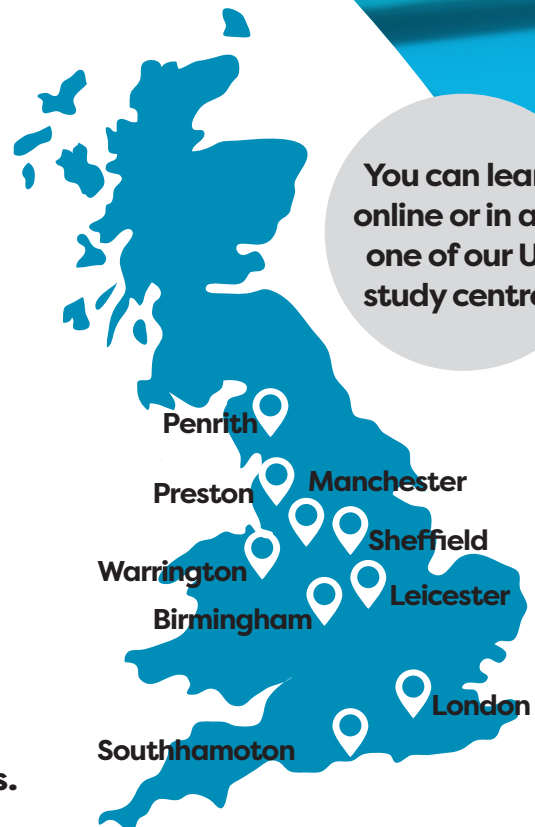 You can lear
online or in a
one of our U
study centr
Penrith
Preston
Manchester
Sheffield
Warrington
Leicester
Birmingham
London
Southhamoton
s.